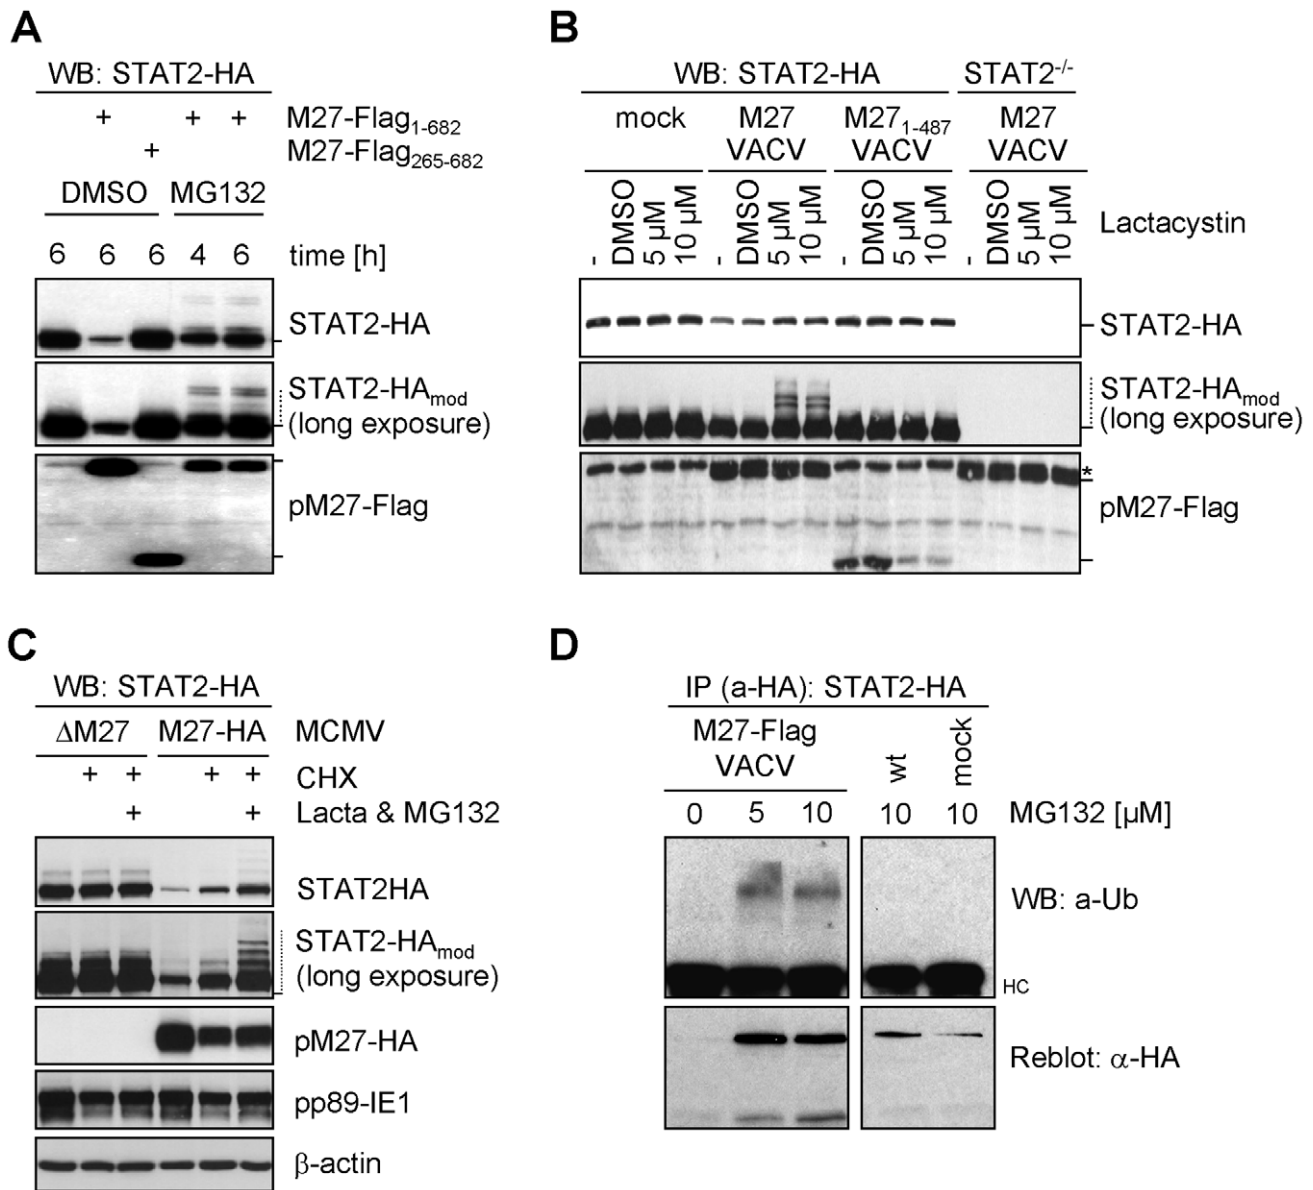 A
WB: STAT2-HA
+ + + M27-Flag1-682
+ M27-Flag265-682
DMSO MG132
6 6 6 4 6 time [h]
STAT2-HA
STAT2-HAmod
(long exposure)
pM27-Flag
B
WB: STAT2-HA STAT2-/-
mock M27 M271-487 M27
VACV VACV VACV
- DMSO 5 µM 10 µM - DMSO 5 µM 10 µM - DMSO 5 µM 10 µM - DMSO 5 µM 10 µM Lactacystin
STAT2-HA
STAT2-HAmod
(long exposure)
*
pM27-Flag
C
WB: STAT2-HA
ΔM27 M27-HA MCMV
+ + + + CHX
+ + Lacta & MG132
STAT2HA
STAT2-HAmod
(long exposure)
pM27-HA
pp89-IE1
β-actin
D
IP (a-HA): STAT2-HA
M27-Flag
VACV wt mock
0 5 10 10 10 MG132 [µM]
WB: a-Ub
HC
Reblot: α-HA